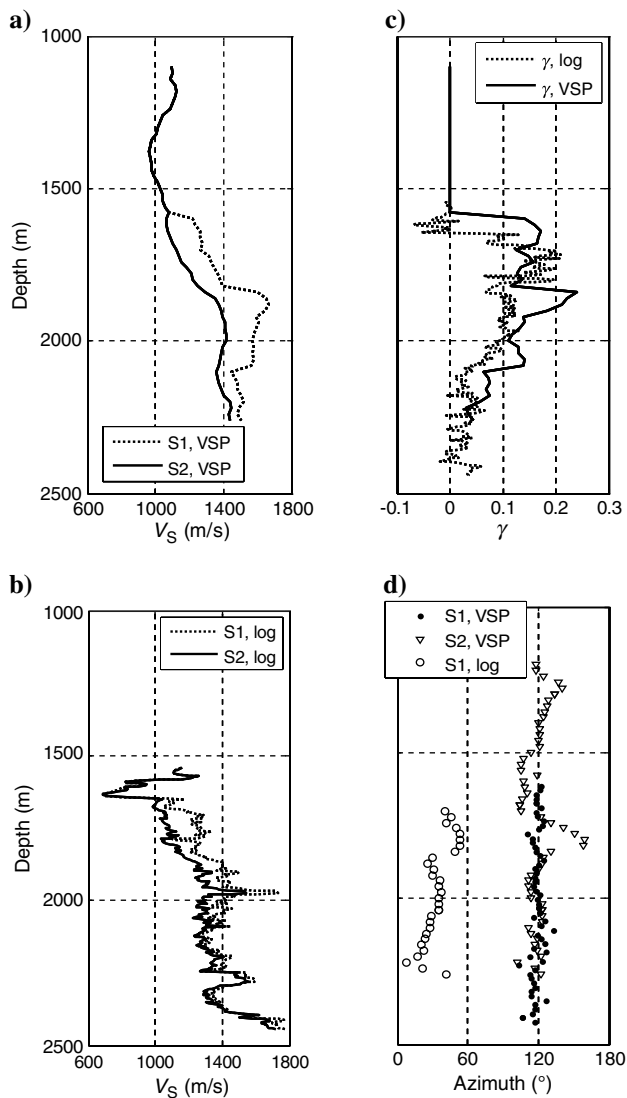 a)
1000
1500
2000
2500
Depth (m)
S1, VSP
S2, VSP
600 1000 1400 1800
V_S (m/s)
c)
γ, log
γ, VSP
-0.1 0 0.1 0.2 0.3
γ
b)
1000
1500
2000
2500
Depth (m)
S1, log
S2, log
600 1000 1400 1800
V_S (m/s)
d)
S1, VSP
S2, VSP
S1, log
0 60 120 180
Azimuth (°)